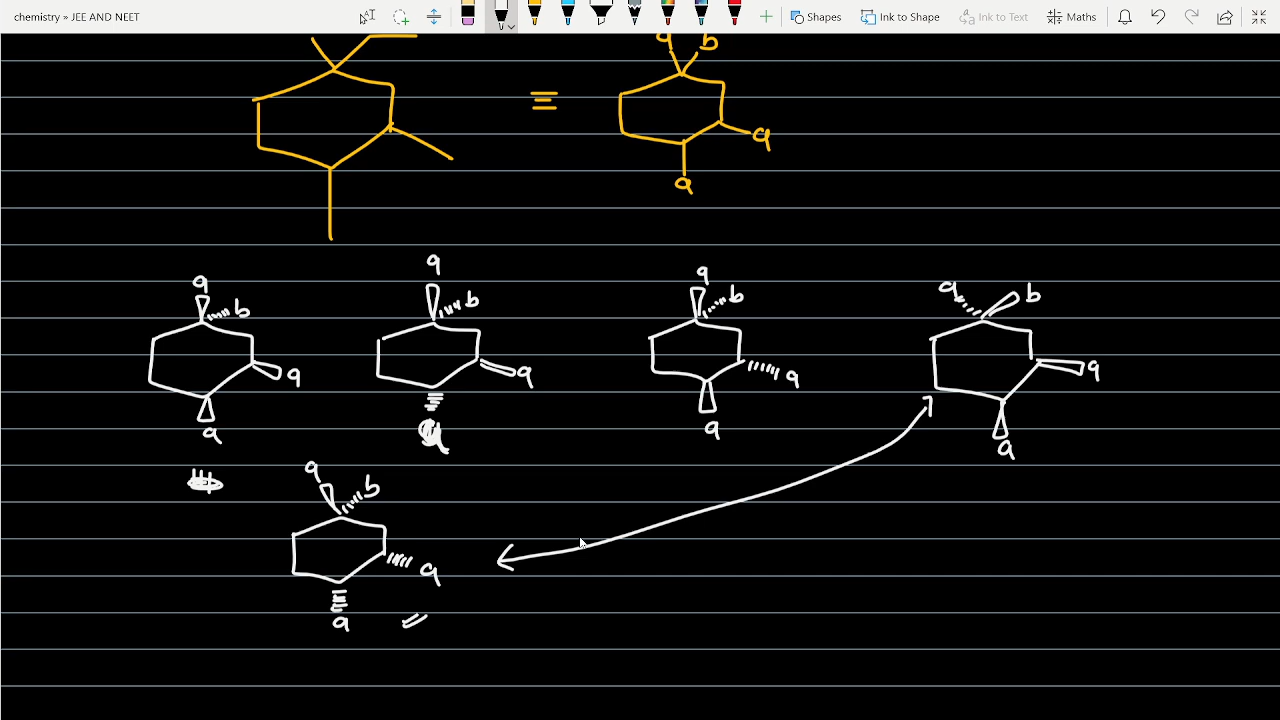 chemistry » JEE AND NEET
Shapes
Ink to Shape
Ink to Text
Maths
a b
≡
a
a
a
a b
a
b
a b
a b
a
a
a
a
a
a
a
a
a b
a
a